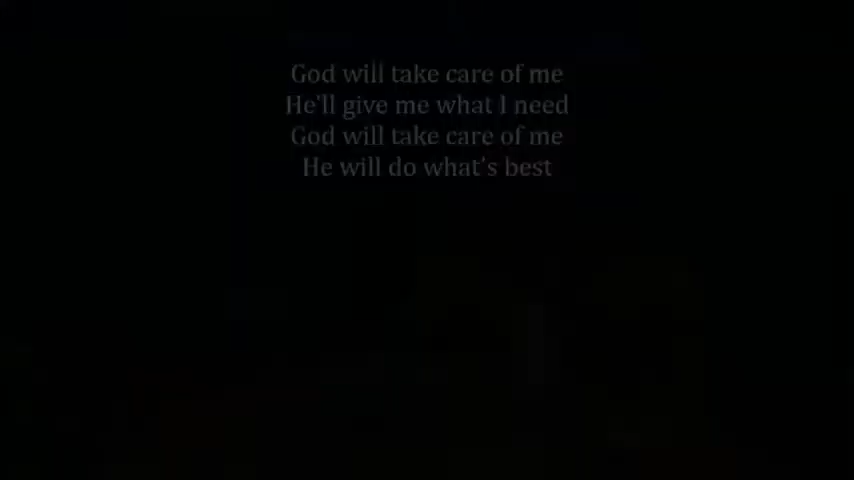 God will take care of me
He'll give me what I need
God will take care of me
He will do what's best